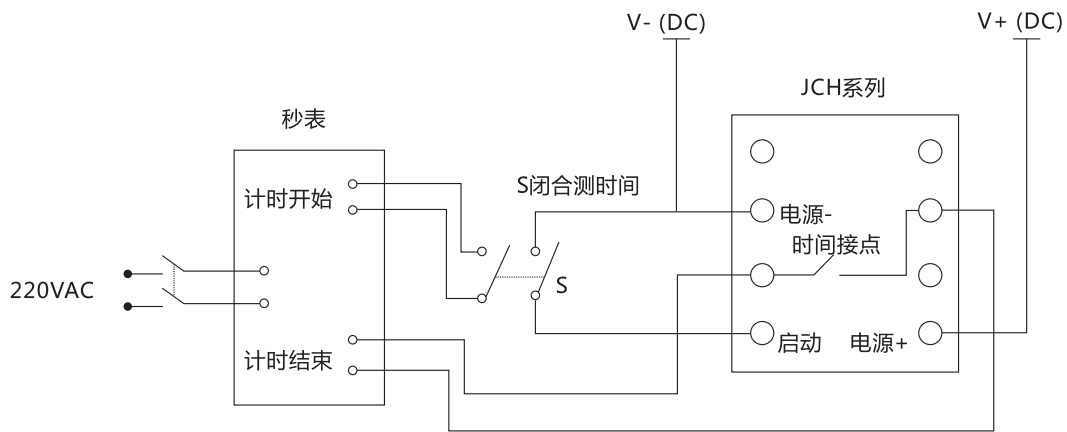 V- (DC)
V+ (DC)
JCH系列
秒表
计时开始
S闭合测时间
电源-
时间接点
220VAC
S
计时结束
启动
电源+